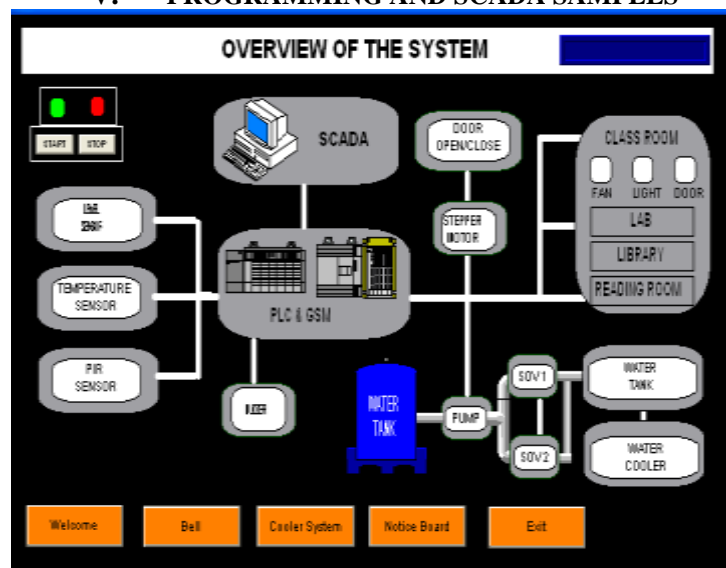 V. PROGRAMMING AND SCADA SAMPLES
OVERVIEW OF THE SYSTEM
START STOP
SCADA
DOOR
OPEN/CLOSE
CLASS ROOM
FAN LIGHT DOOR
LAB
LIBRARY
READING ROOM
STEPPER
MOTOR
TEMPERATURE
SENSOR
PLC & GSM
PIR
SENSOR
WATER
TANK
PUMP
SOV1
SOV2
WATER
TANK
WATER
COOLER
Welcome
Bell
Cooler System
Notice Board
Exit